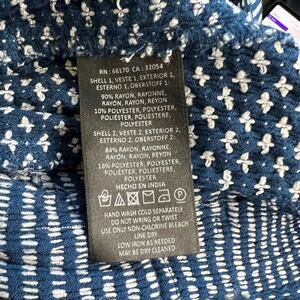 RN : 66170 CA : 32054
SHELL 1, VESTE 1, EXTERIOR 1,
ESTERNO 1, OBERSTOFF 1:
90% RAYON, RAYONNE,
RAYÓN, RAYON, REYON
10% POLYESTER, POLYESTER,
POLIÉSTER, POLIESTERE,
POLYESTER
SHELL 2, VESTE 2, EXTERIOR 2,
ESTERNO 2, OBERSTOFF 2:
84% RAYON, RAYONNE,
RAYÓN, RAYON, REYON
16% POLYESTER, POLYESTER,
POLIÉSTER, POLIESTERE,
POLYESTER
HECHO EN INDIA
HAND WASH COLD SEPARATELY
DO NOT WRING OR TWIST
USE ONLY NON-CHLORINE BLEACH
LINE DRY
LOW IRON AS NEEDED
MAY BE DRY CLEANED